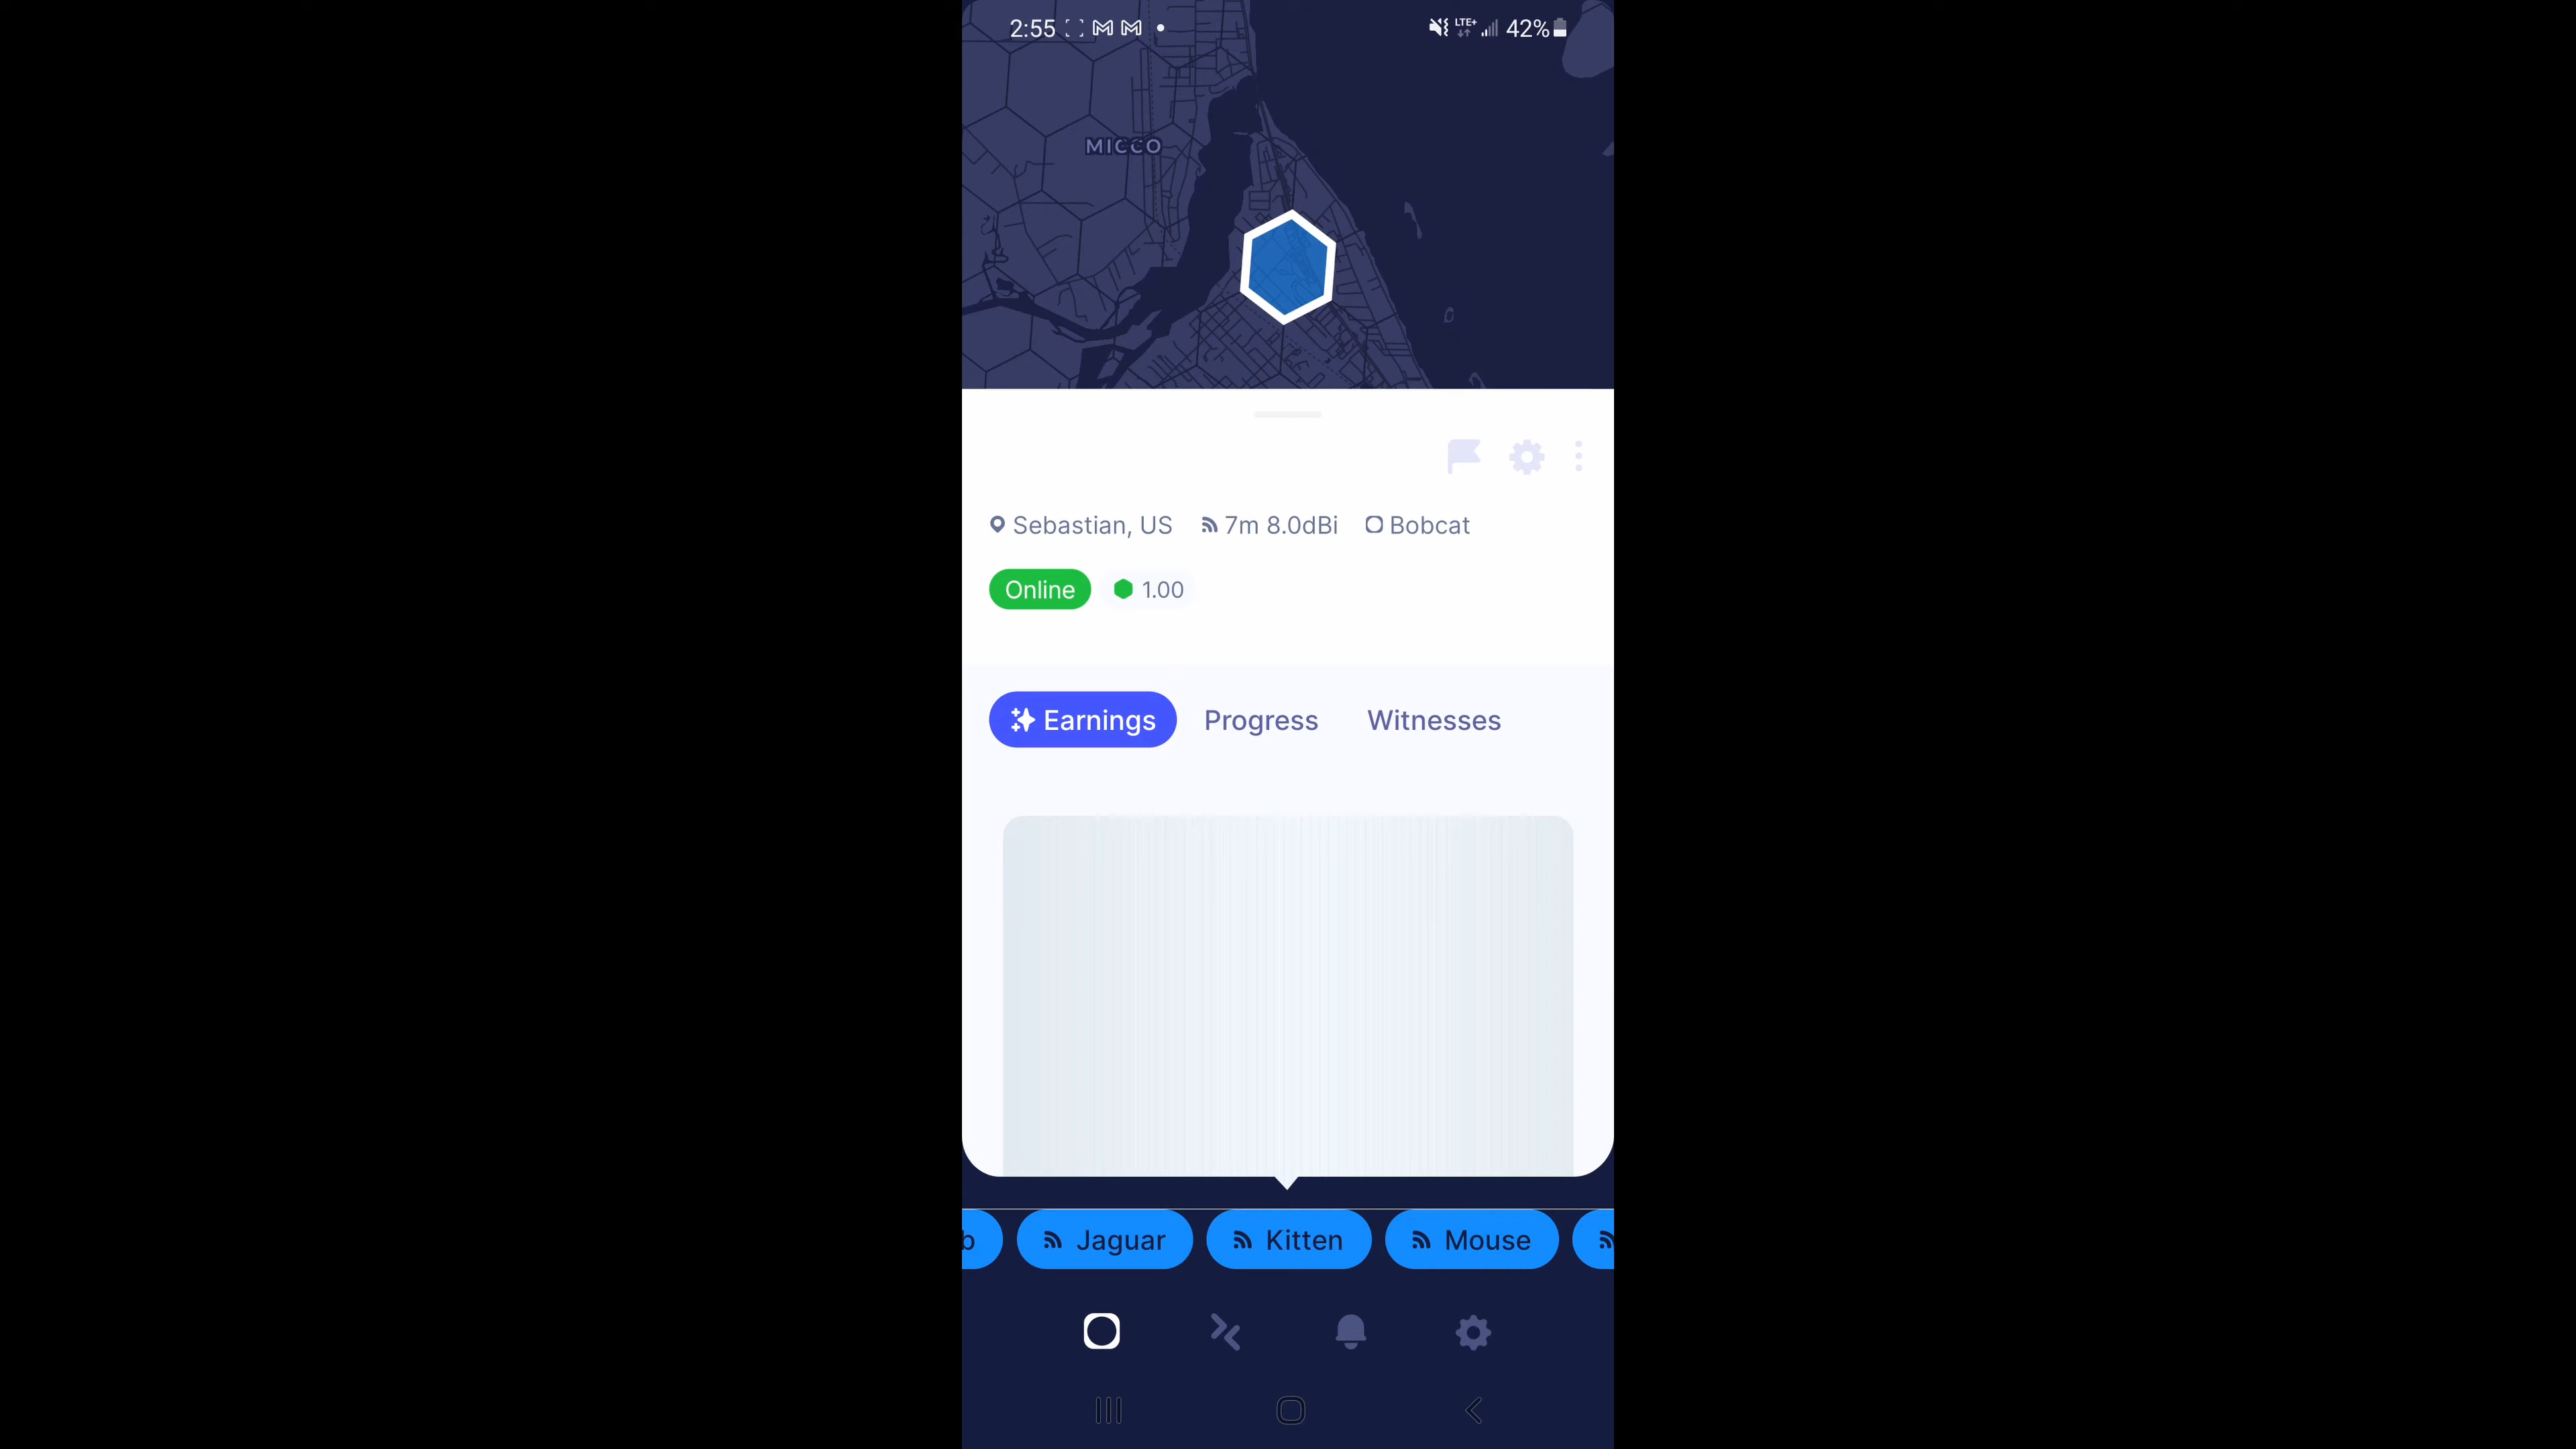 2:55 LTE+ 42%
MICCO
Sebastian, US 7m 8.0dBi Bobcat
Online 1.00
Earnings Progress Witnesses
b Jaguar Kitten Mouse